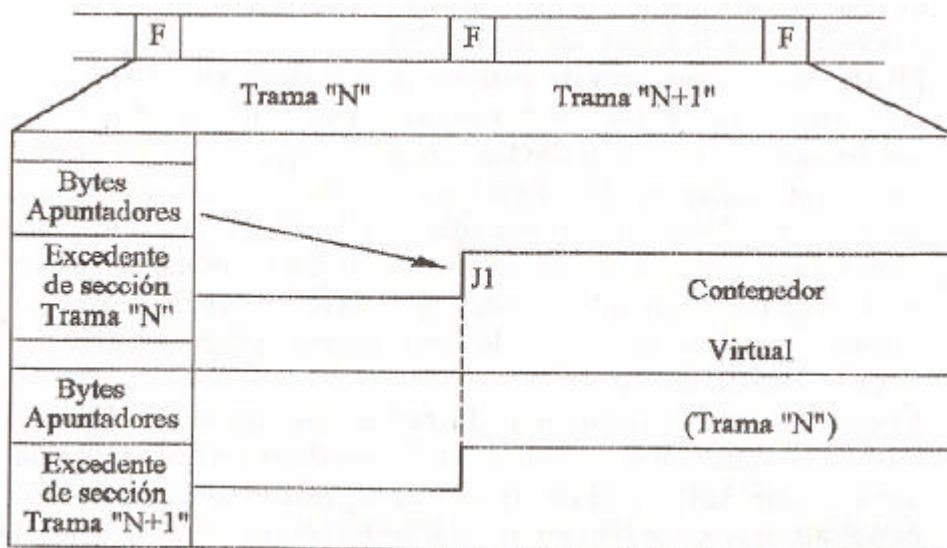 F
F
F
Trama "N"
Trama "N+1"
Bytes
Apuntadores
Excedente
de sección
Trama "N"
J1
Contenedor
Virtual
Bytes
Apuntadores
(Trama "N")
Excedente
de sección
Trama "N+1"